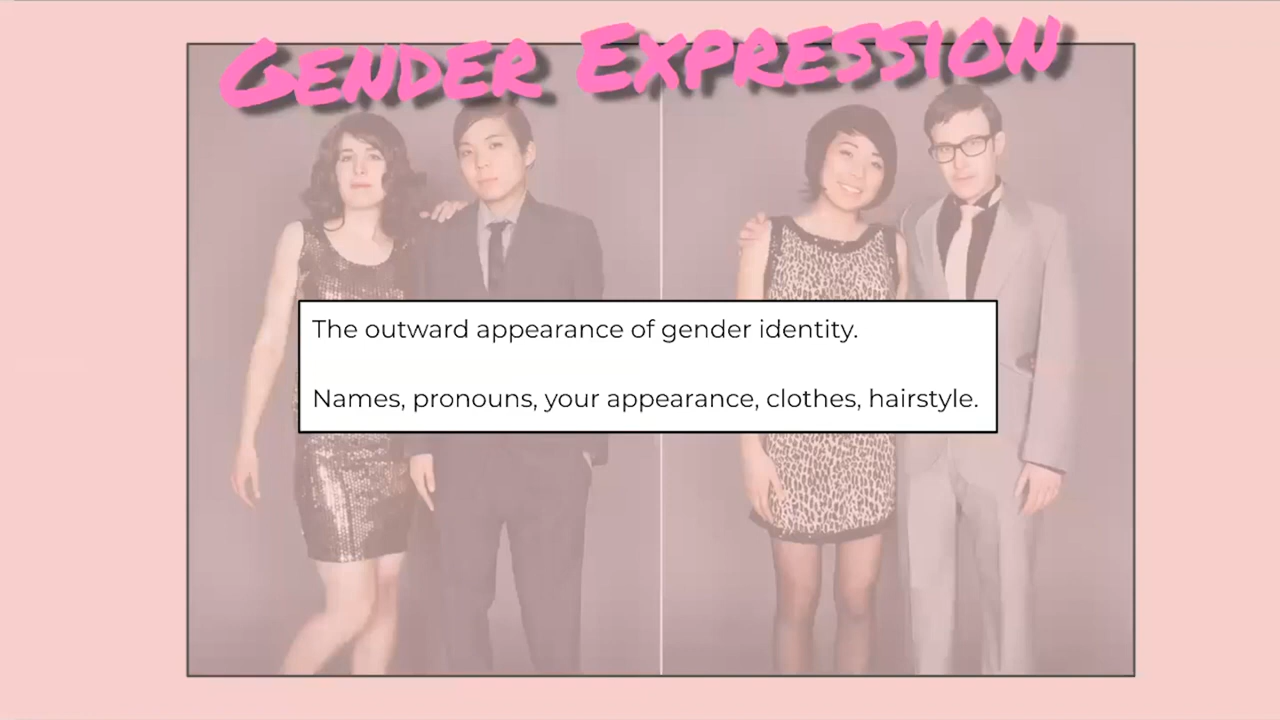 GENDER EXPRESSION
The outward appearance of gender identity.
Names, pronouns, your appearance, clothes, hairstyle.